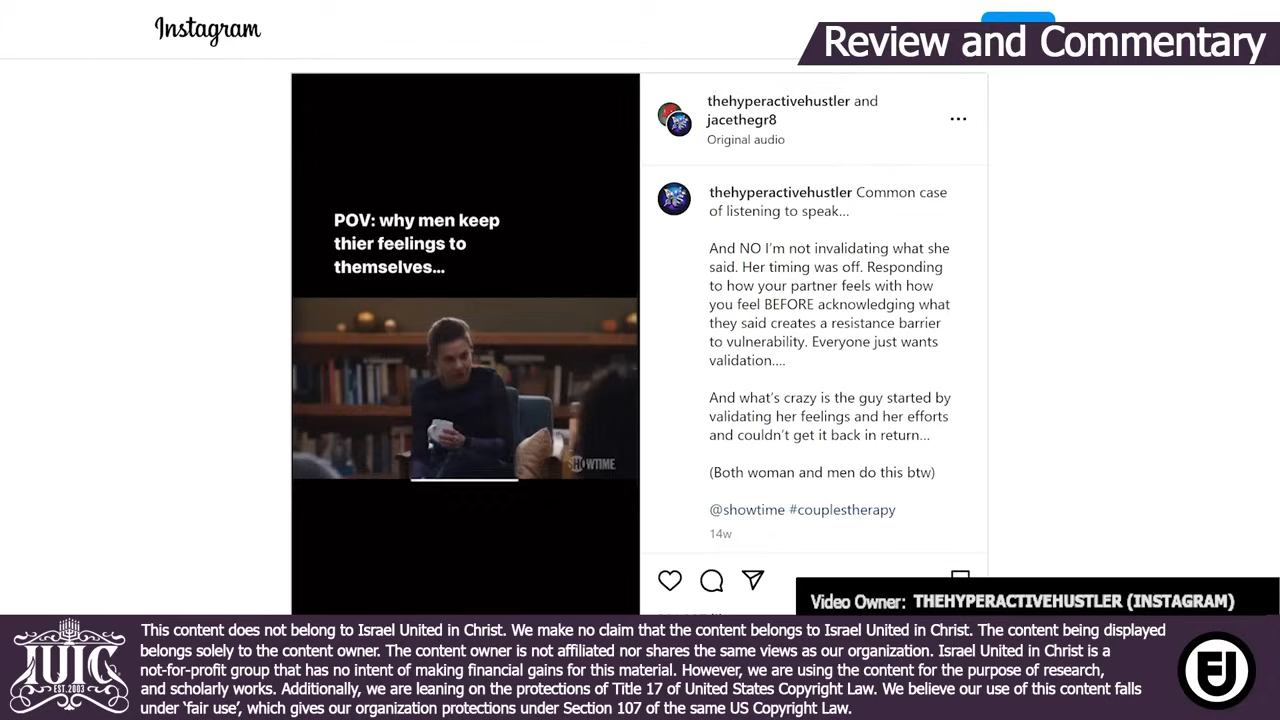 Instagram
Review and Commentary
thehyperactivehustler and
jacethegr8
Original audio
POV: why men keep
thier feelings to
themselves...
SHOWTIME
thehyperactivehustler Common case
of listening to speak...
And NO I'm not invalidating what she
said. Her timing was off. Responding
to how your partner feels with how
you feel BEFORE acknowledging what
they said creates a resistance barrier
to vulnerability. Everyone just wants
validation....
And what's crazy is the guy started by
validating her feelings and her efforts
and couldn't get it back in return...
(Both woman and men do this btw)
@showtime #couplestherapy
14w
Video Owner: THEHYPERACTIVEHUSTLER (INSTAGRAM)
IUIC
EST. 2003
This content does not belong to Israel United in Christ. We make no claim that the content belongs to Israel United in Christ. The content being displayed
belongs solely to the content owner. The content owner is not affiliated nor shares the same views as our organization. Israel United in Christ is a
not-for-profit group that has no intent of making financial gains for this material. However, we are using the content for the purpose of research,
and scholarly works. Additionally, we are leaning on the protections of Title 17 of United States Copyright Law. We believe our use of this content falls
under 'fair use', which gives our organization protections under Section 107 of the same US Copyright Law.